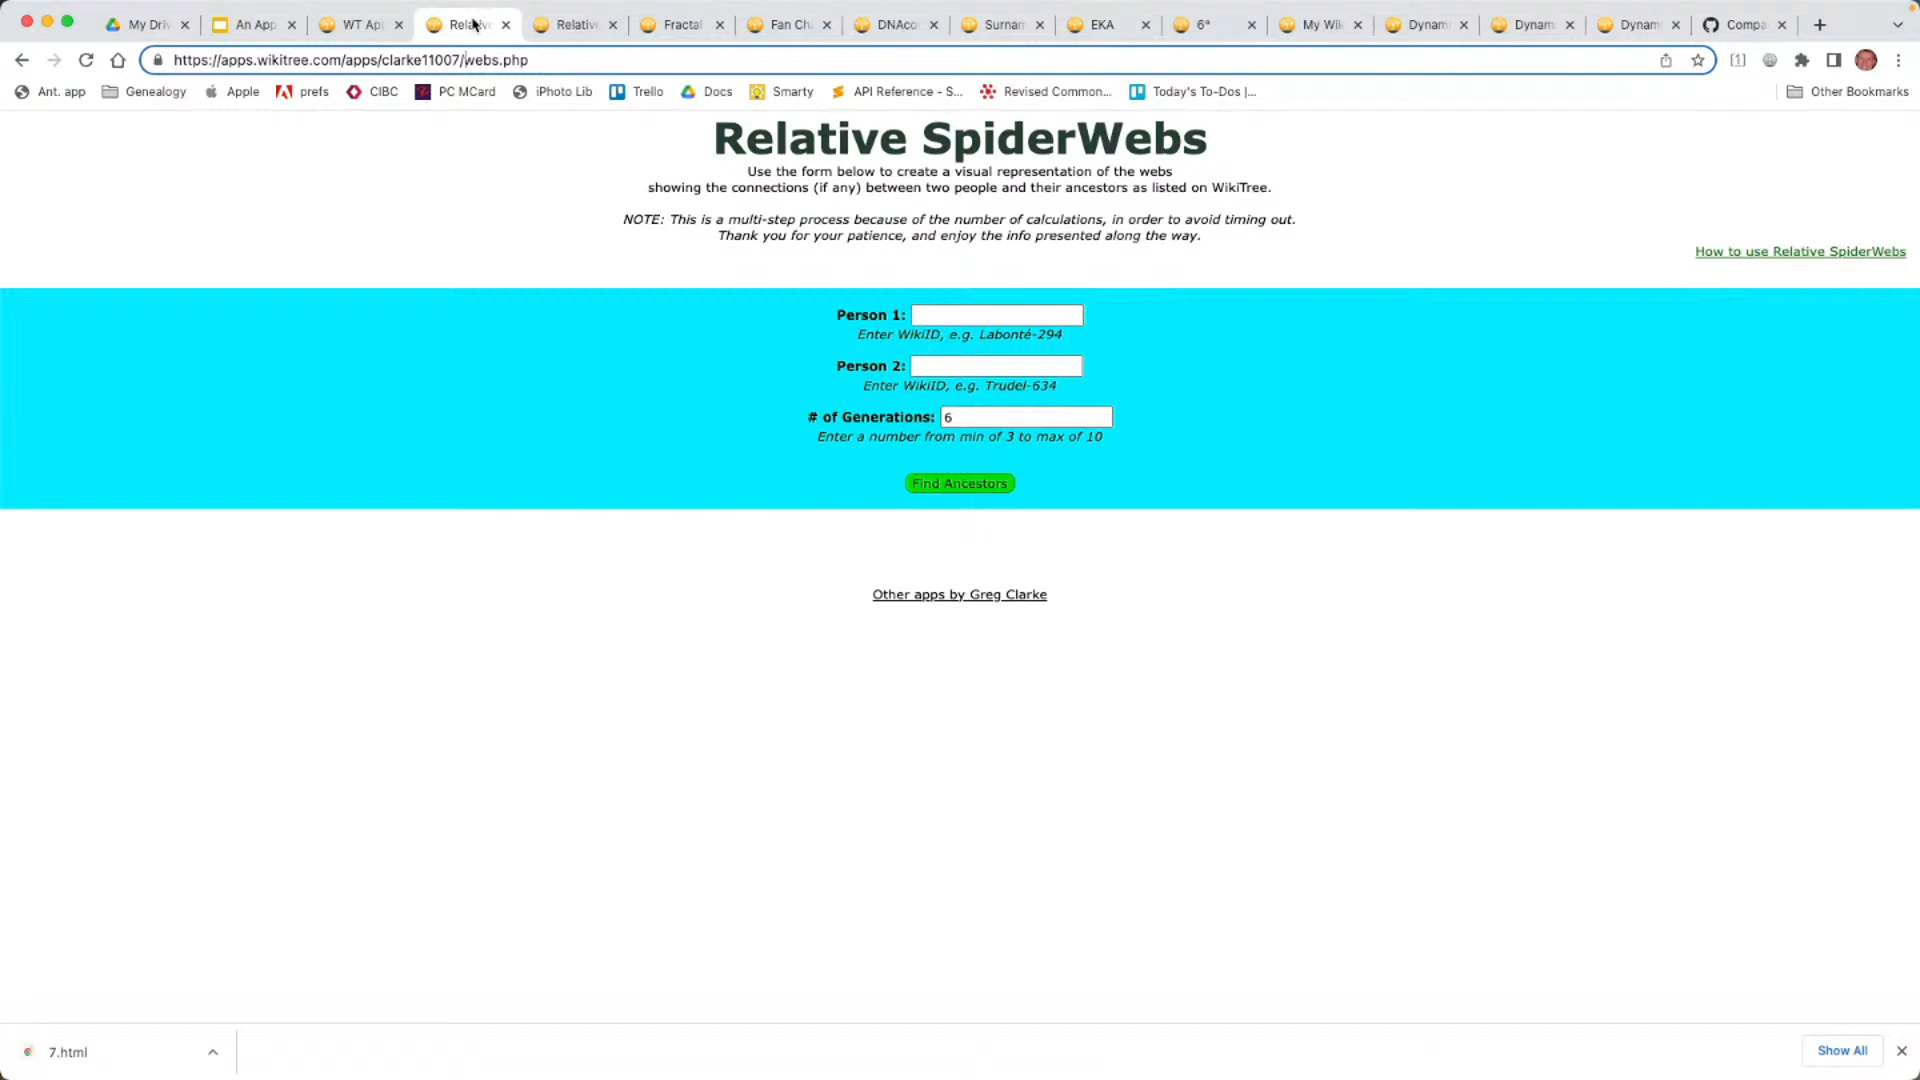 My Driv
An App
WT App
Relativ
Relative
Fractal
Fan Ch
DNAcon
Surnam
EKA
6°
My Wik
Dynam
Dynam
Dynam
Compa
https://apps.wikitree.com/apps/clarke11007/webs.php
[1]
Ant. app
Genealogy
Apple
prefs
CIBC
PC MCard
iPhoto Lib
Trello
Docs
Smarty
API Reference - S...
Revised Common...
Today's To-Dos |...
Other Bookmarks
Relative SpiderWebs
Use the form below to create a visual representation of the webs
showing the connections (if any) between two people and their ancestors as listed on WikiTree.
NOTE: This is a multi-step process because of the number of calculations, in order to avoid timing out.
Thank you for your patience, and enjoy the info presented along the way.
How to use Relative SpiderWebs
Person 1:
Enter WikiID, e.g. Labonté-294
Person 2:
Enter WikiID, e.g. Trudel-634
# of Generations: 6
Enter a number from min of 3 to max of 10
Find Ancestors
Other apps by Greg Clarke
7.html
Show All